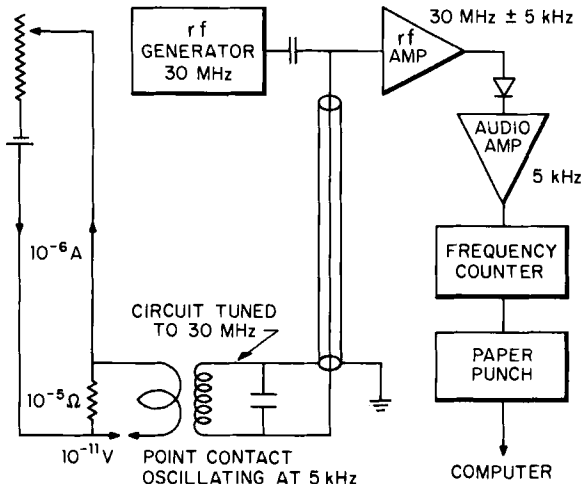 rf
GENERATOR
30 MHz
rf
AMP
30 MHz ± 5 kHz
AUDIO
AMP
5 kHz
FREQUENCY
COUNTER
PAPER
PUNCH
COMPUTER
10⁻⁶A
CIRCUIT TUNED
TO 30 MHz
10⁻⁵Ω
10⁻¹¹V
POINT CONTACT
OSCILLATING AT 5 kHz